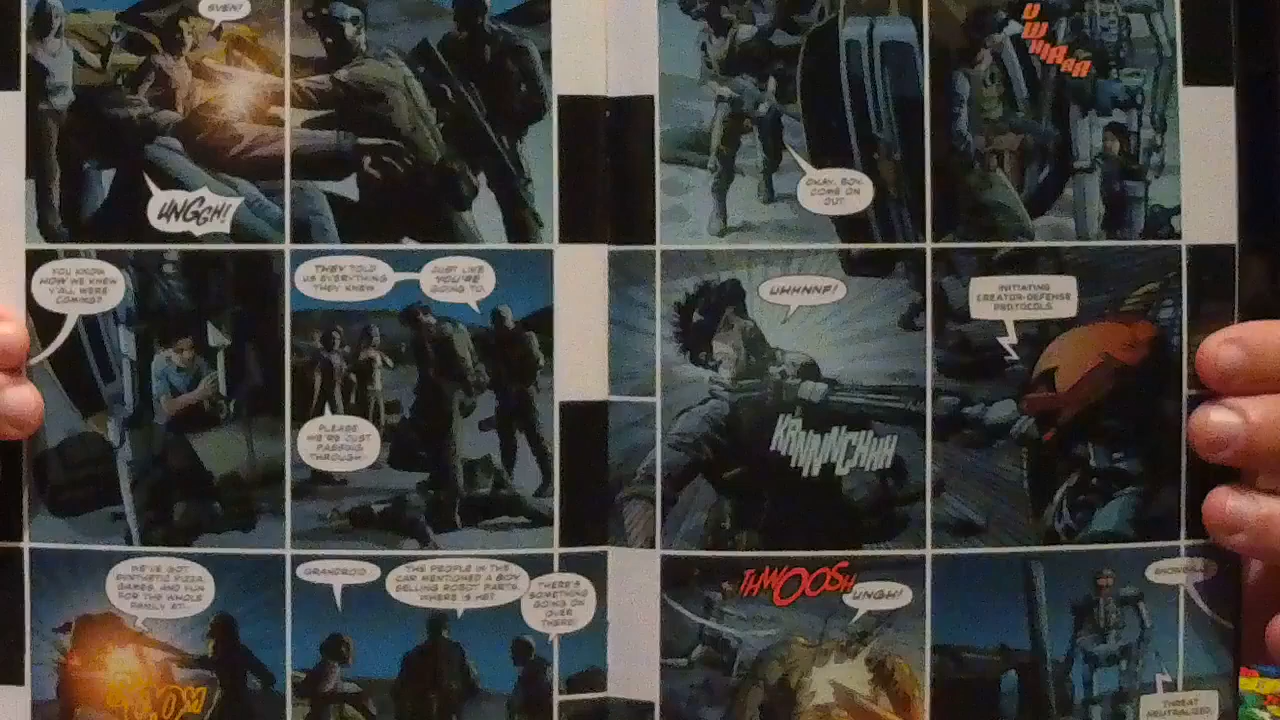 SVEN!
UNGGH!
YOU KNOW
HOW WE KNEW
Y'ALL WERE
COMING?
THEY TOLD
US EVERYTHING
THEY KNEW.
JUST LIKE
YOU'RE
GOING TO.
PLEASE
WE'RE JUST
PASSING
THROUGH.
WE'VE GOT
SYNTHETIC PIZZA,
GAMES, AND FUN
FOR THE WHOLE
FAMILY AT...
GRANDROID.
THE PEOPLE IN THE
CAR MENTIONED A BOY
SELLING ROBOT PARTS.
WHERE IS HE?
THERE'S
SOMETHING
GOING ON
OVER
THERE!
OKAY, BOY.
COME ON
OUT.
UHHNNF!
KRNNNNCHHH
INITIATING
CREATOR-DEFENSE
PROTOCOLS.
THWOOSH
UNGH!
THREAT
NEUTRALIZED.